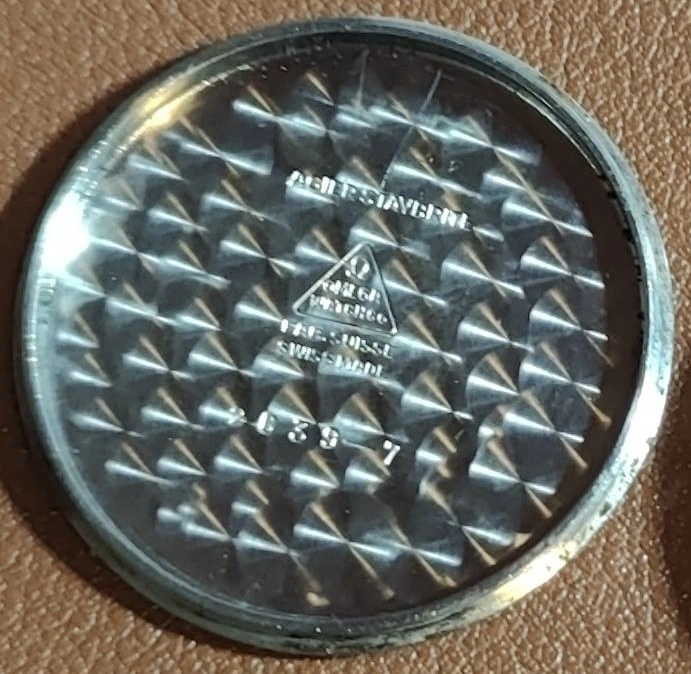 ACIER STAYBRITE
Ω
OMEGA
WATCH CO
FAB. SUISSE
SWISS MADE
2639-7